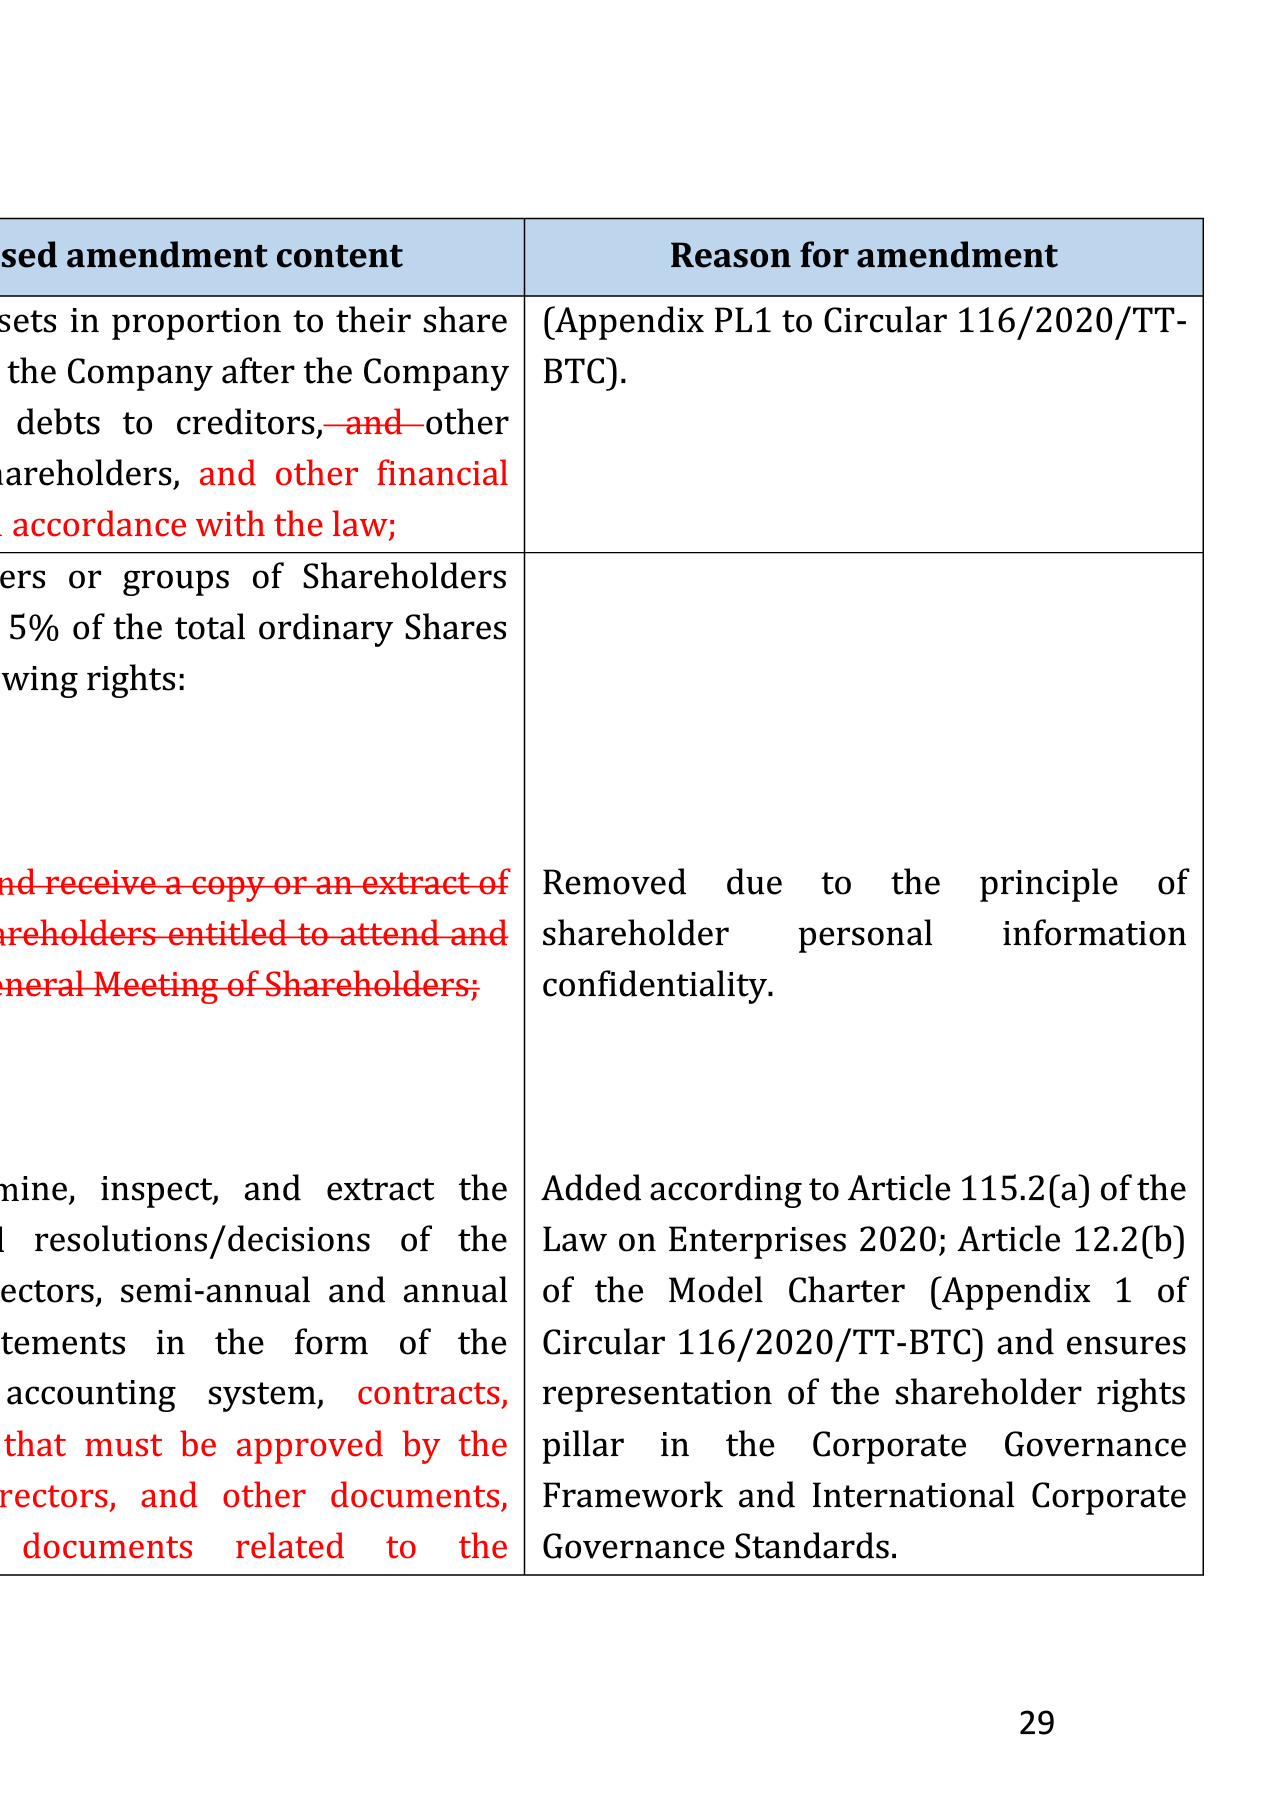 sed amendment content
Reason for amendment
sets in proportion to their share
the Company after the Company
debts to creditors, and other
areholders, and other financial
accordance with the law;
(Appendix PL1 to Circular 116/2020/TT-
BTC).
ers or groups of Shareholders
5% of the total ordinary Shares
wing rights:
nd receive a copy or an extract of
areholders entitled to attend and
eneral Meeting of Shareholders;
Removed due to the principle of
shareholder personal information
confidentiality.
mine, inspect, and extract the
resolutions/decisions of the
ectors, semi-annual and annual
tements in the form of the
accounting system, contracts,
that must be approved by the
rectors, and other documents,
documents related to the
Added according to Article 115.2(a) of the
Law on Enterprises 2020; Article 12.2(b)
of the Model Charter (Appendix 1 of
Circular 116/2020/TT-BTC) and ensures
representation of the shareholder rights
pillar in the Corporate Governance
Framework and International Corporate
Governance Standards.
29